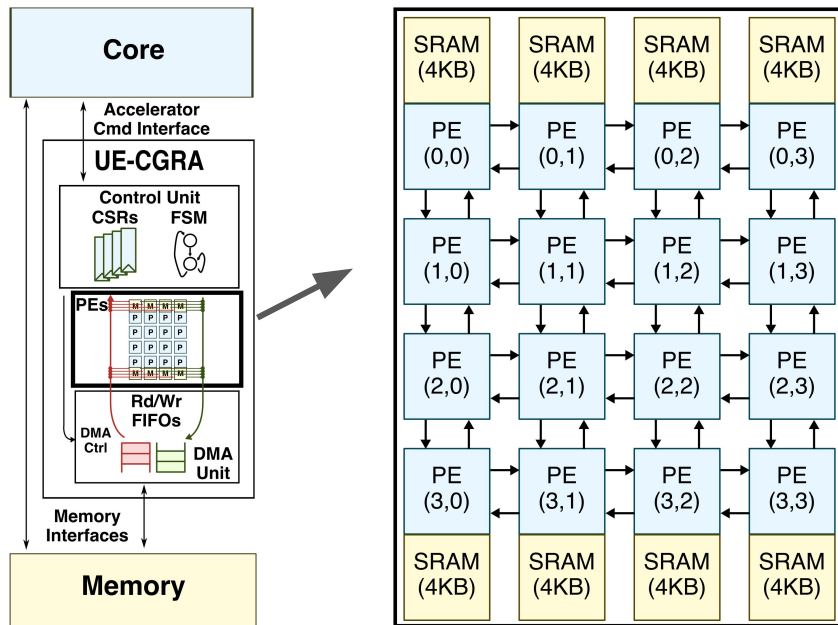 Core
Accelerator
Cmd Interface
UE-CGRA
Control Unit
CSRs FSM
PEs
M M M M
P P P P
P P P P
P P P P
P P P P
M M M M
Rd/Wr
FIFOs
DMA
Ctrl
DMA
Unit
Memory
Interfaces
Memory
SRAM SRAM SRAM SRAM
(4KB) (4KB) (4KB) (4KB)
PE PE PE PE
(0,0) (0,1) (0,2) (0,3)
PE PE PE PE
(1,0) (1,1) (1,2) (1,3)
PE PE PE PE
(2,0) (2,1) (2,2) (2,3)
PE PE PE PE
(3,0) (3,1) (3,2) (3,3)
SRAM SRAM SRAM SRAM
(4KB) (4KB) (4KB) (4KB)